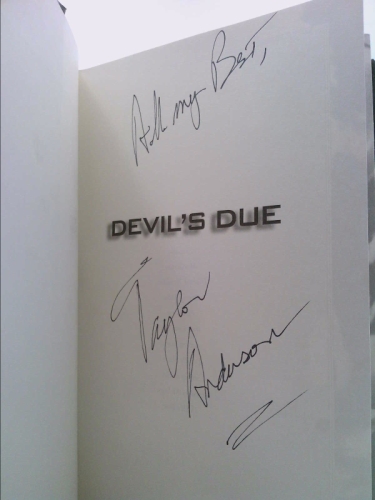 All my Best,
DEVIL'S DUE
Taylor
Anderson